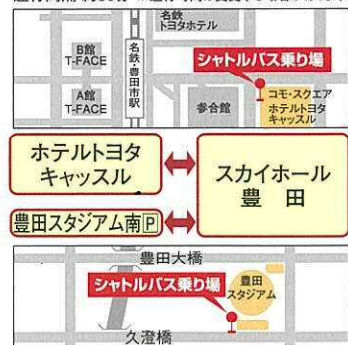 名鉄
トヨタホテル
B館
T-FACE
名鉄・豊田市駅
シャトルバス乗り場
A館
T-FACE
参合館
コモ・スクエア
ホテルトヨタ
キャッスル
ホテルトヨタ
キャッスル
スカイホール
豊田
豊田スタジアム南P
豊田大橋
シャトルバス乗り場
豊田
スタジアム
久澄橋